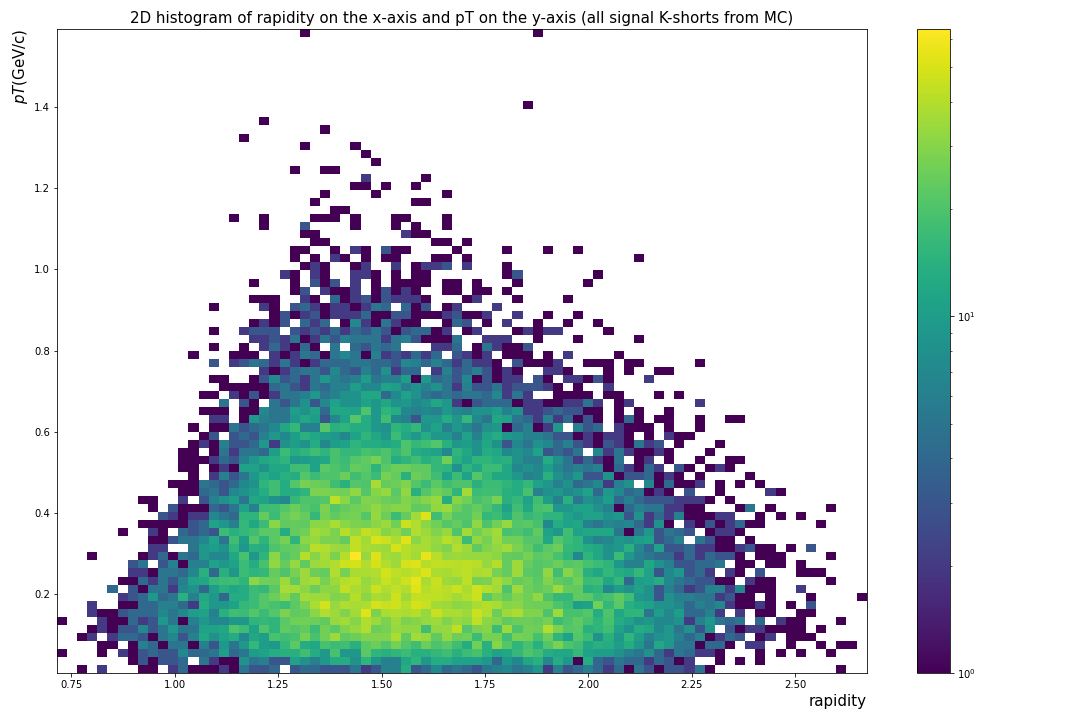 2D histogram of rapidity on the x-axis and pT on the y-axis (all signal K-shorts from MC)
pT(GeV/c)
1.4
1.2
1.0
0.8
0.6
0.4
0.2
0.75 1.00 1.25 1.50 1.75 2.00 2.25 2.50
rapidity
10¹
10⁰